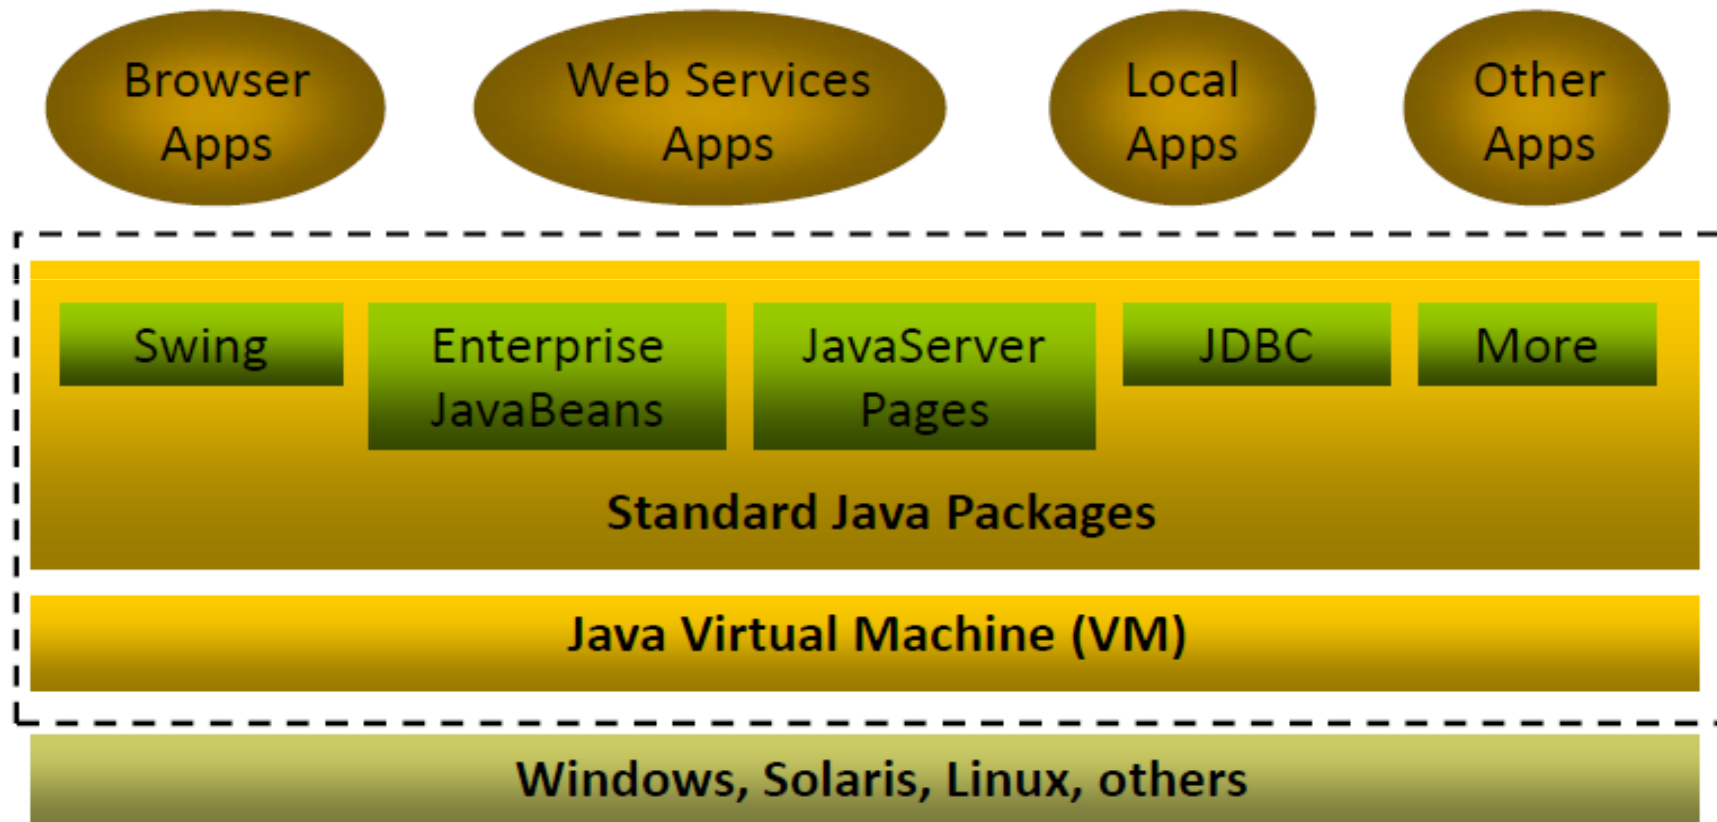 Browser
Apps
Web Services
Apps
Local
Apps
Other
Apps
Swing
Enterprise
JavaBeans
JavaServer
Pages
JDBC
More
Standard Java Packages
Java Virtual Machine (VM)
Windows, Solaris, Linux, others